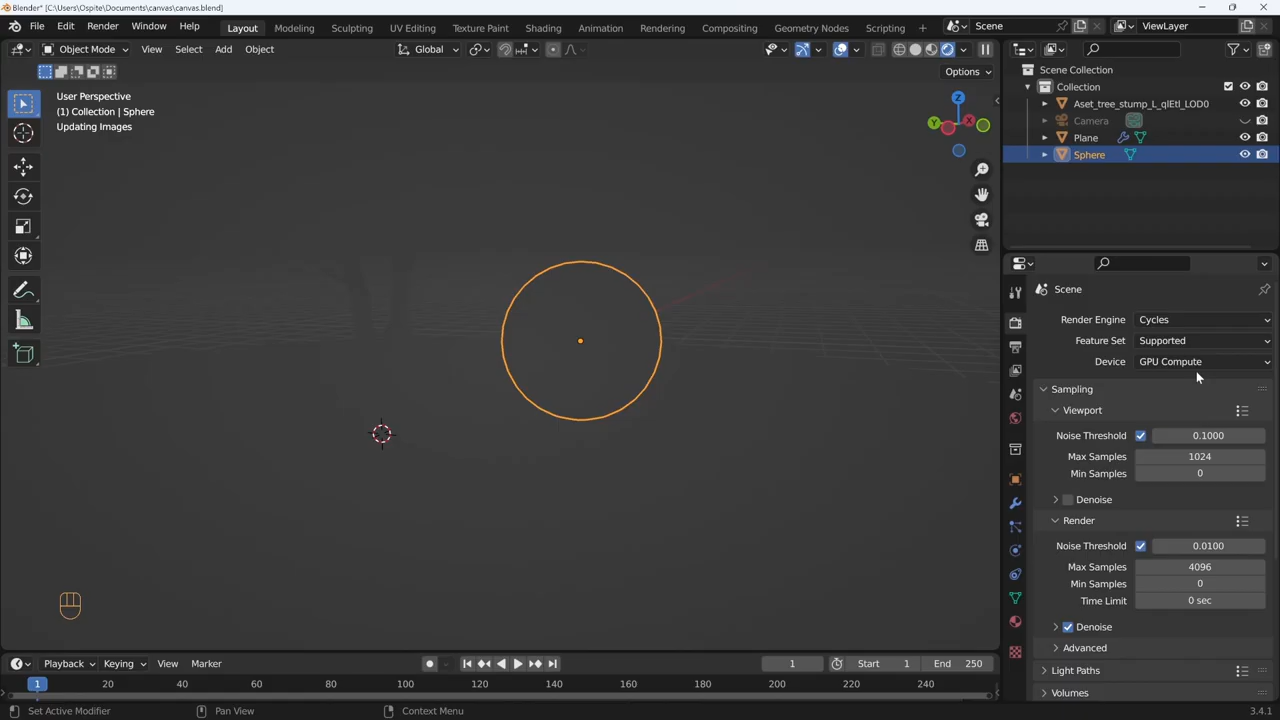 Blender* [C:\Users\Ospite\Documents\canvas\canvas.blend]
File Edit Render Window Help Layout Modeling Sculpting UV Editing Texture Paint Shading Animation Rendering Compositing Geometry Nodes Scripting Scene ViewLayer
Object Mode View Select Add Object Global
Options
User Perspective
(1) Collection | Sphere
Updating Images
Z
Y
X
Scene Collection
Collection
Aset_tree_stump_L_qlEtl_LOD0
Camera
Plane
Sphere
Scene
Render Engine Cycles
Feature Set Supported
Device GPU Compute
Sampling
Viewport
Noise Threshold 0.1000
Max Samples 1024
Min Samples 0
Denoise
Render
Noise Threshold 0.0100
Max Samples 4096
Min Samples 0
Time Limit 0 sec
Denoise
Advanced
Light Paths
Volumes
Playback Keying View Marker 1 Start 1 End 250
1 20 40 60 80 100 120 140 160 180 200 220 240
Set Active Modifier Pan View Context Menu 3.4.1